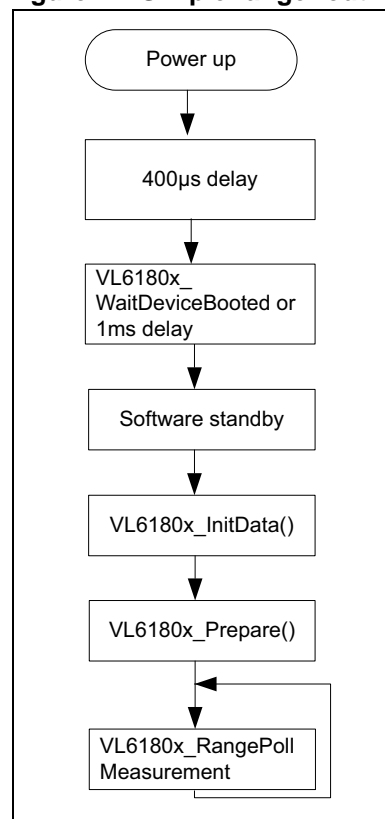 Power up
400µs delay
VL6180x_
WaitDeviceBooted or
1ms delay
Software standby
VL6180x_InitData()
VL6180x_Prepare()
VL6180x_RangePoll
Measurement